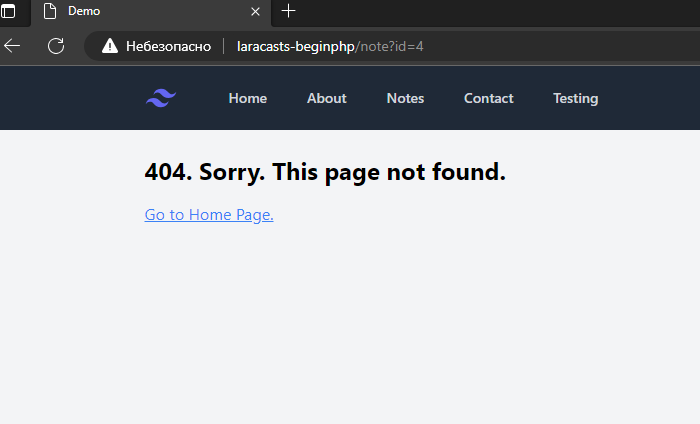 Demo
Небезопасно laracasts-beginphp/note?id=4
Home About Notes Contact Testing
404. Sorry. This page not found.
Go to Home Page.